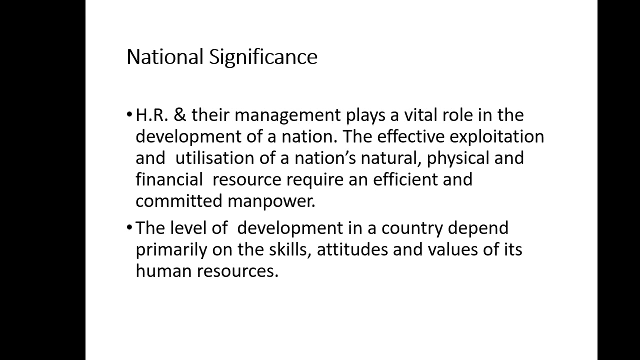 National Significance
•H.R. & their management plays a vital role in the
development of a nation. The effective exploitation
and  utilisation of a nation’s natural, physical and
financial  resource require an efficient and
committed manpower.
•The level of  development in a country depend
primarily on the skills, attitudes and values of its
human resources.